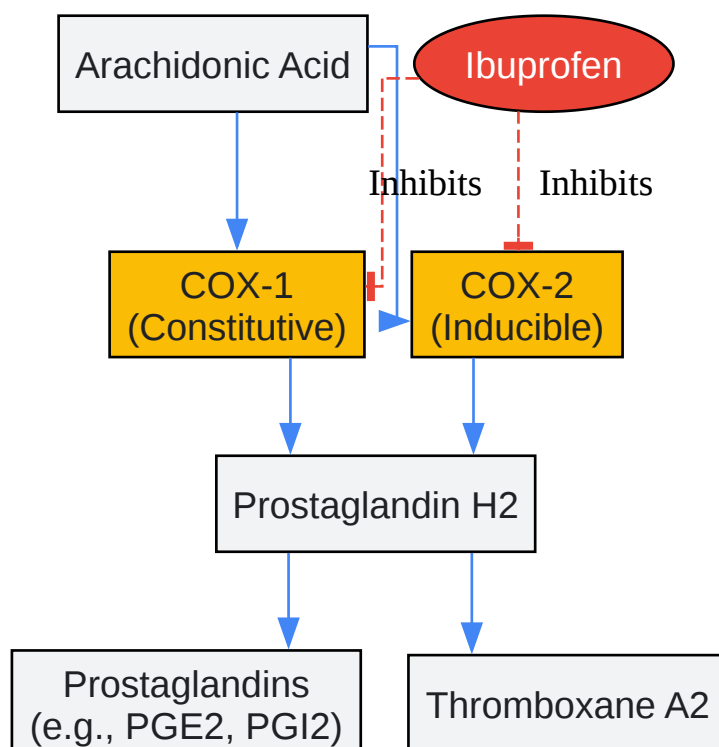 Arachidonic Acid
Ibuprofen
Inhibits
Inhibits
COX-1
(Constitutive)
COX-2
(Inducible)
Prostaglandin H2
Prostaglandins
(e.g., PGE2, PGI2)
Thromboxane A2